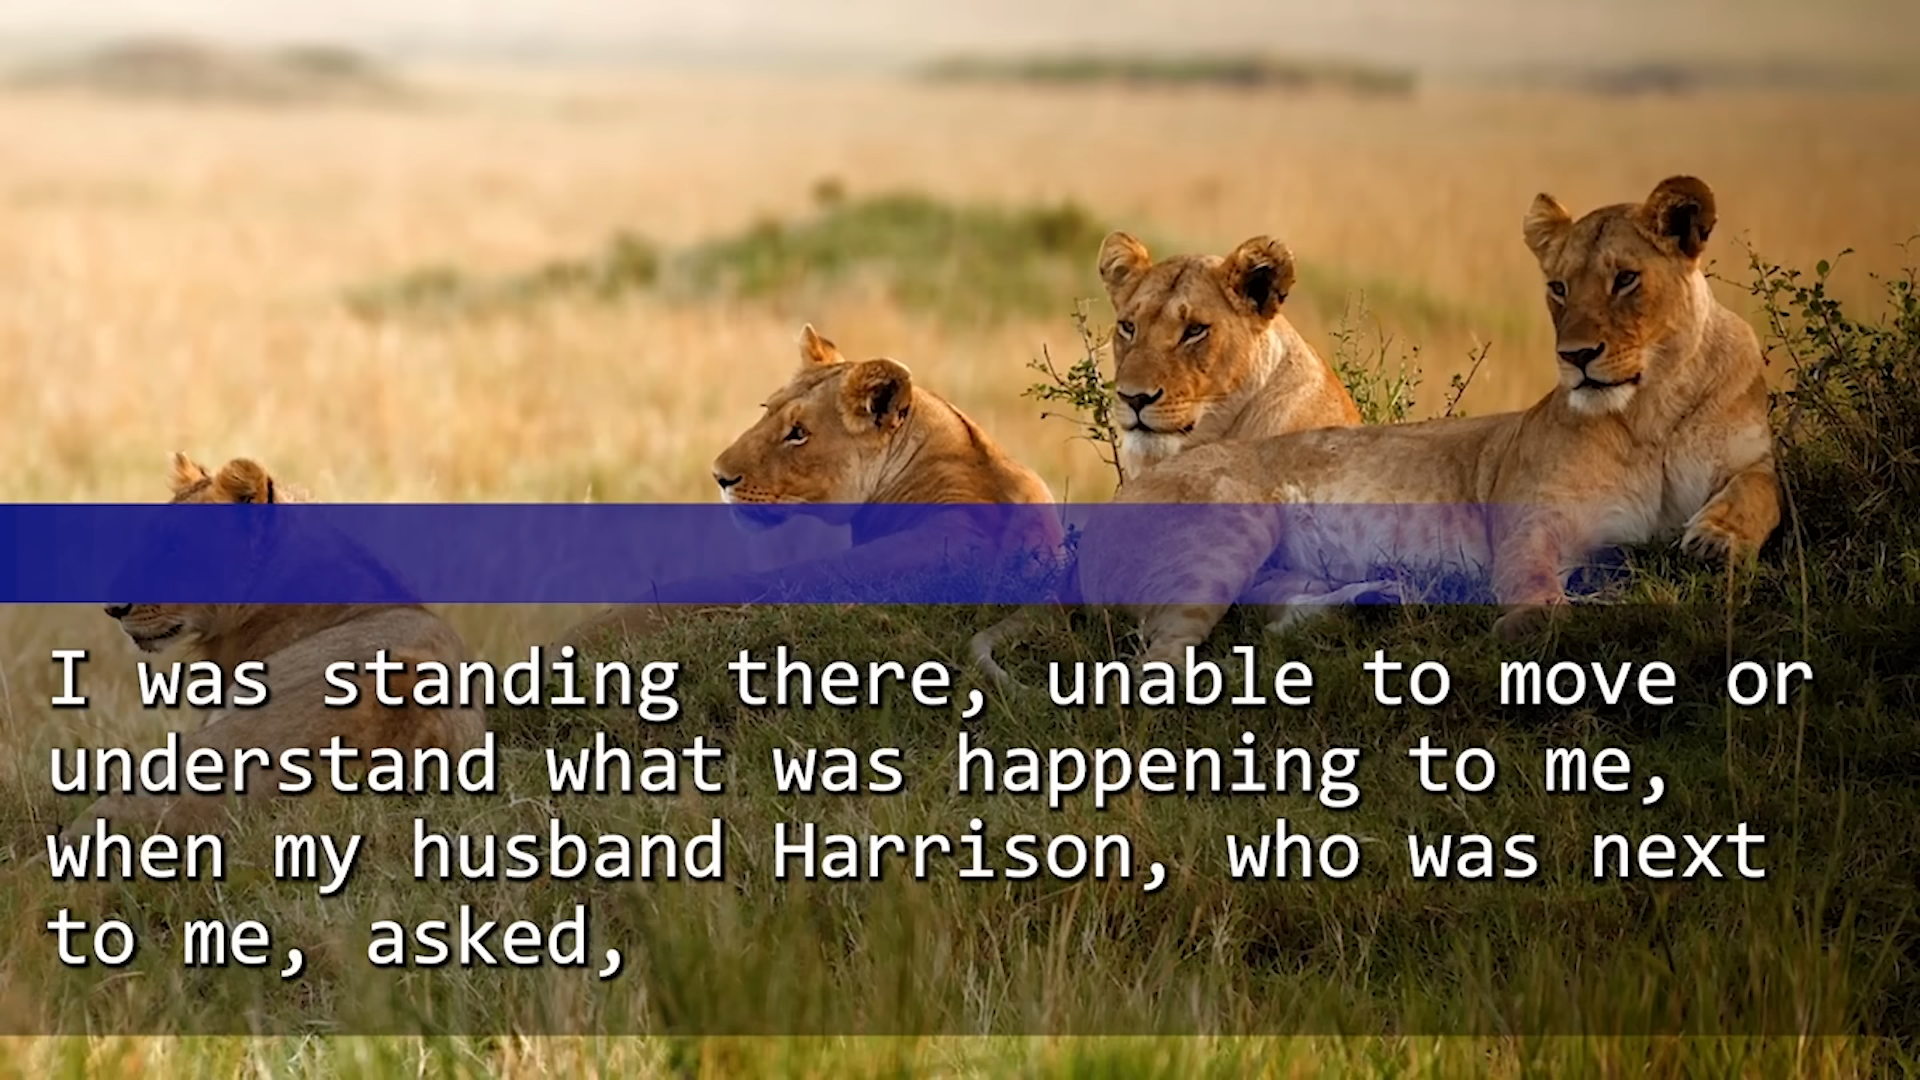 I was standing there, unable to move or
understand what was happening to me,
when my husband Harrison, who was next
to me, asked,